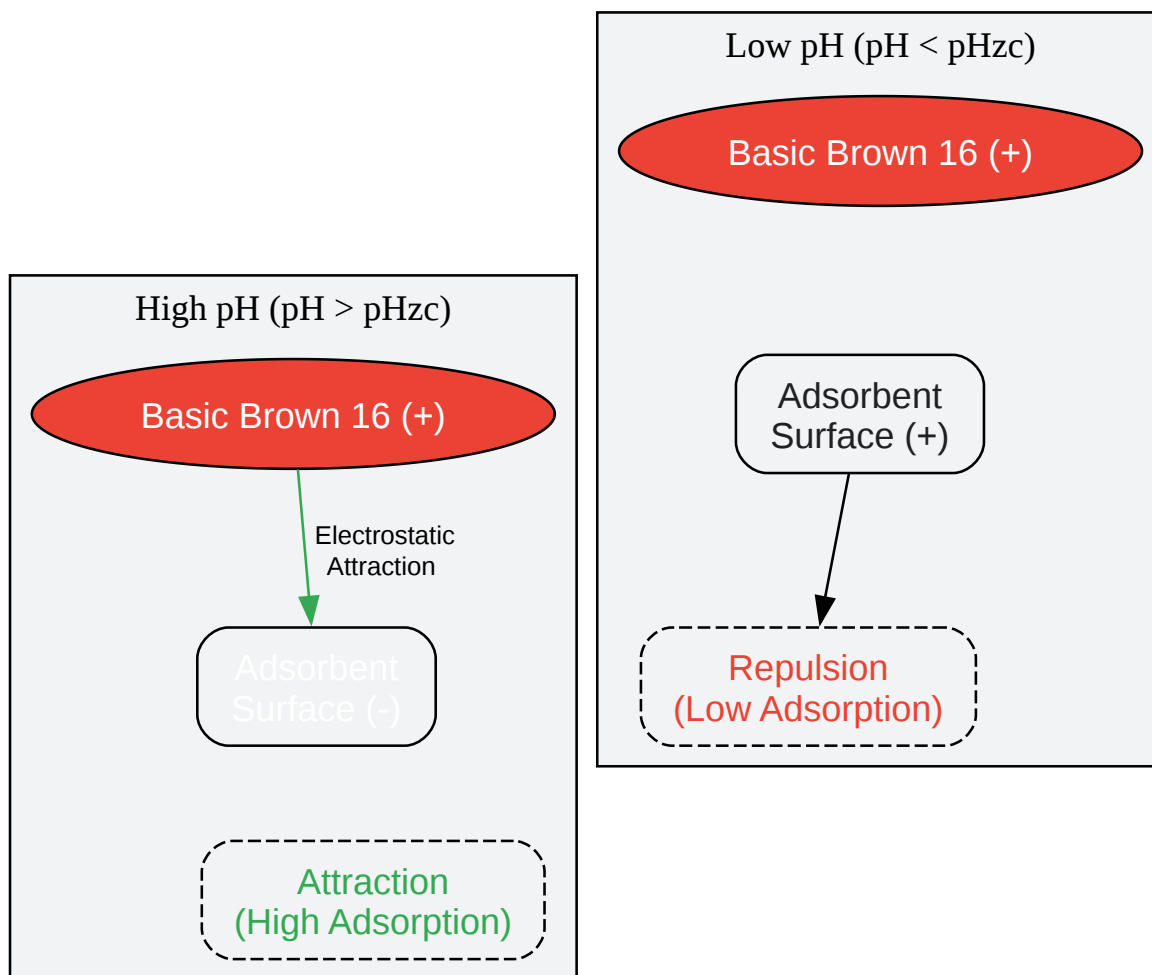 High pH (pH > pHzc)
Basic Brown 16 (+)
Electrostatic
Attraction
Adsorbent
Surface (-)
Attraction
(High Adsorption)
Low pH (pH < pHzc)
Basic Brown 16 (+)
Adsorbent
Surface (+)
Repulsion
(Low Adsorption)